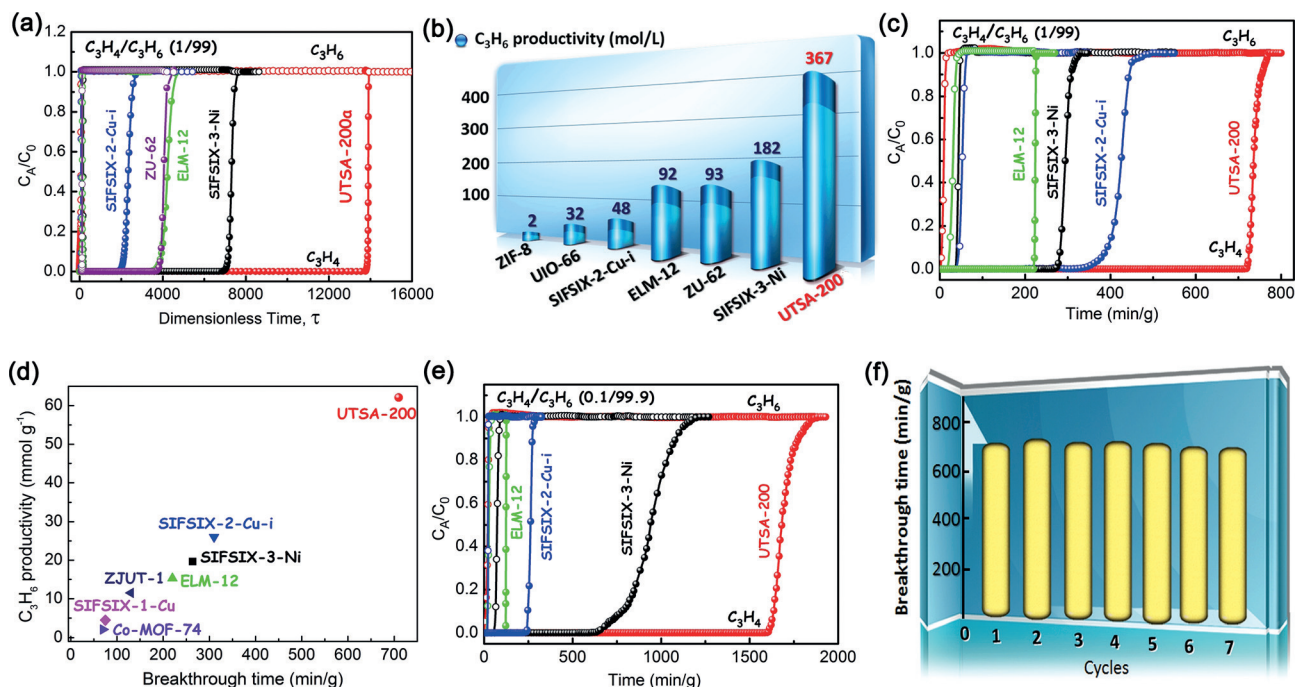 (a)
C₃H₄/C₃H₆ (1/99)
C₃H₆
SIFSIX-2-Cu-i
ZU-62
ELM-12
SIFSIX-3-Ni
UTSA-200a
C₃H₄
1.2
1.0
0.8
0.6
0.4
0.2
0.0
C_A/C₀
0 4000 8000 12000 16000
Dimensionless Time, τ
(b)
C₃H₆ productivity (mol/L)
400
300
200
100
2 32 48 92 93 182 367
ZIF-8
UIO-66
SIFSIX-2-Cu-i
ELM-12
ZU-62
SIFSIX-3-Ni
UTSA-200
(c)
C₃H₄/C₃H₆ (1/99)
C₃H₆
ELM-12
SIFSIX-3-Ni
SIFSIX-2-Cu-i
UTSA-200
C₃H₄
1.2
1.0
0.8
0.6
0.4
0.2
0.0
C_A/C₀
0 200 400 600 800
Time (min/g)
(d)
UTSA-200
SIFSIX-2-Cu-i
SIFSIX-3-Ni
ZJUT-1
ELM-12
SIFSIX-1-Cu
Co-MOF-74
60
50
40
30
20
10
0
C₃H₆ productivity (mmol g⁻¹)
0 100 200 300 400 500 600 700
Breakthrough time (min/g)
(e)
C₃H₄/C₃H₆ (0.1/99.9)
C₃H₆
ELM-12
SIFSIX-2-Cu-i
SIFSIX-3-Ni
UTSA-200
C₃H₄
1.0
0.8
0.6
0.4
0.2
0.0
C_A/C₀
0 500 1000 1500 2000
Time (min/g)
(f)
Breakthrough time (min/g)
800
600
400
200
0
1 2 3 4 5 6 7
Cycles